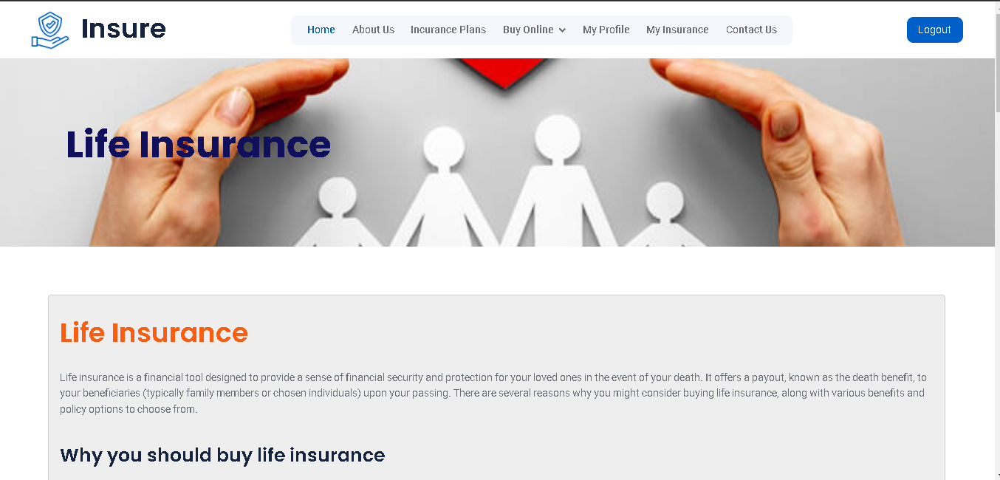 Insure
Home About Us Incurance Plans Buy Online My Profile My Insurance Contact Us
Logout
Life Insurance
Life Insurance
Life insurance is a financial tool designed to provide a sense of financial security and protection for your loved ones in the event of your death. It offers a payout, known as the death benefit, to
your beneficiaries (typically family members or chosen individuals) upon your passing. There are several reasons why you might consider buying life insurance, along with various benefits and
policy options to choose from.
Why you should buy life insurance